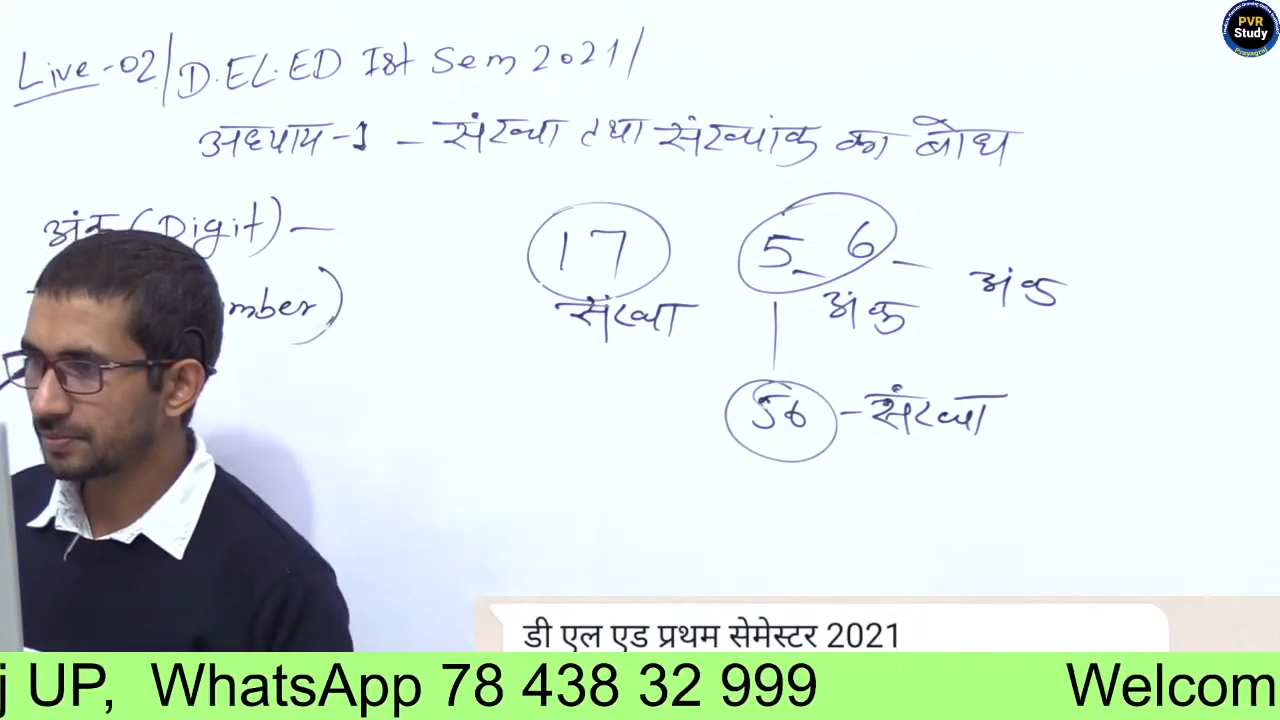 PVR
Study
Prayagraj
Live-02/D.EL.ED Ist Sem 2021/
अध्याय-1 - संख्या तथा संख्यांक का बोध
अंक (Digit) -
mber)
17
संख्या
5 6 -
अंक
अंक
56 - संख्या
डी एल एड प्रथम सेमेस्टर 2021
j UP, WhatsApp 78 438 32 999
Welcom